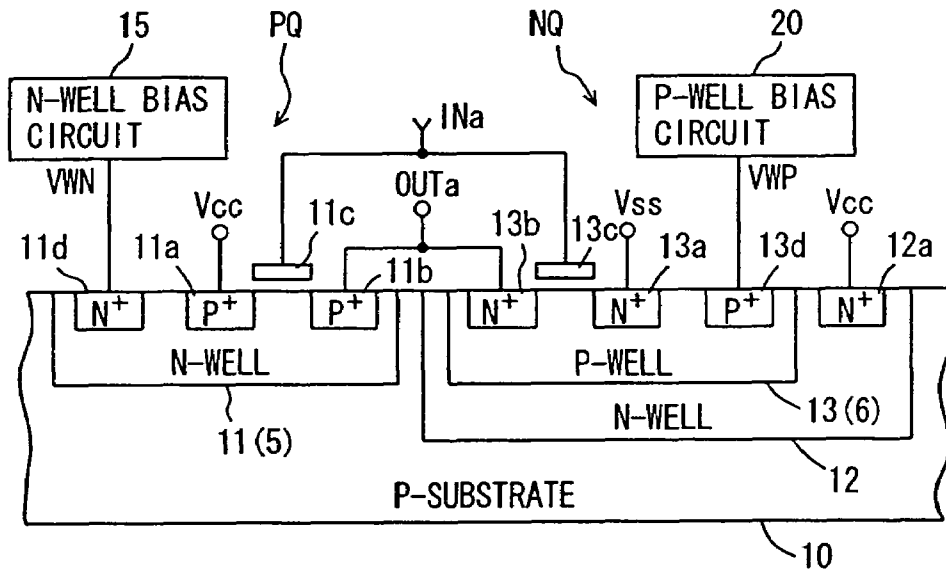 15
PQ
NQ
20
N-WELL BIAS
CIRCUIT
P-WELL BIAS
CIRCUIT
INa
VWN
OUTa
VWP
Vcc
11c
13b
Vss
Vcc
11d
11a
11b
13c
13a
13d
12a
N+
P+
P+
N+
N+
P+
N+
N-WELL
P-WELL
N-WELL
11(5)
13(6)
12
P-SUBSTRATE
10